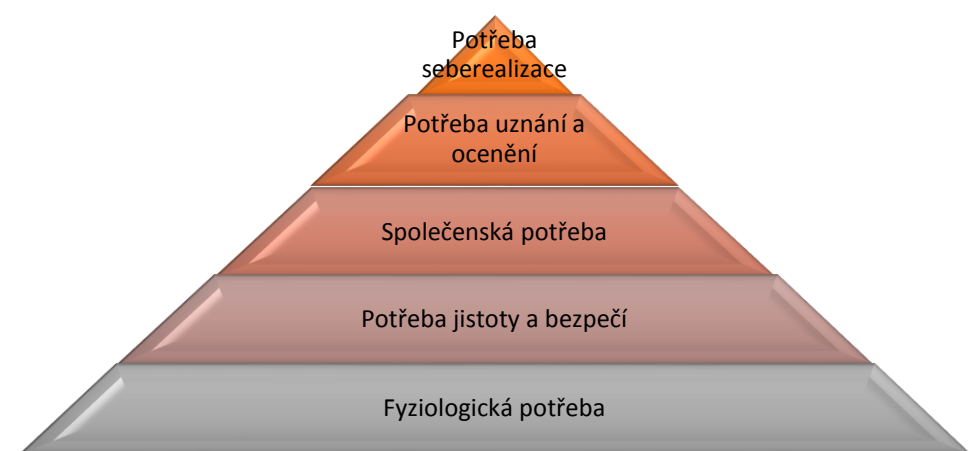 Potřeba
seberealizace
Potřeba uznání a
ocenění
Společenská potřeba
Potřeba jistoty a bezpečí
Fyziologická potřeba